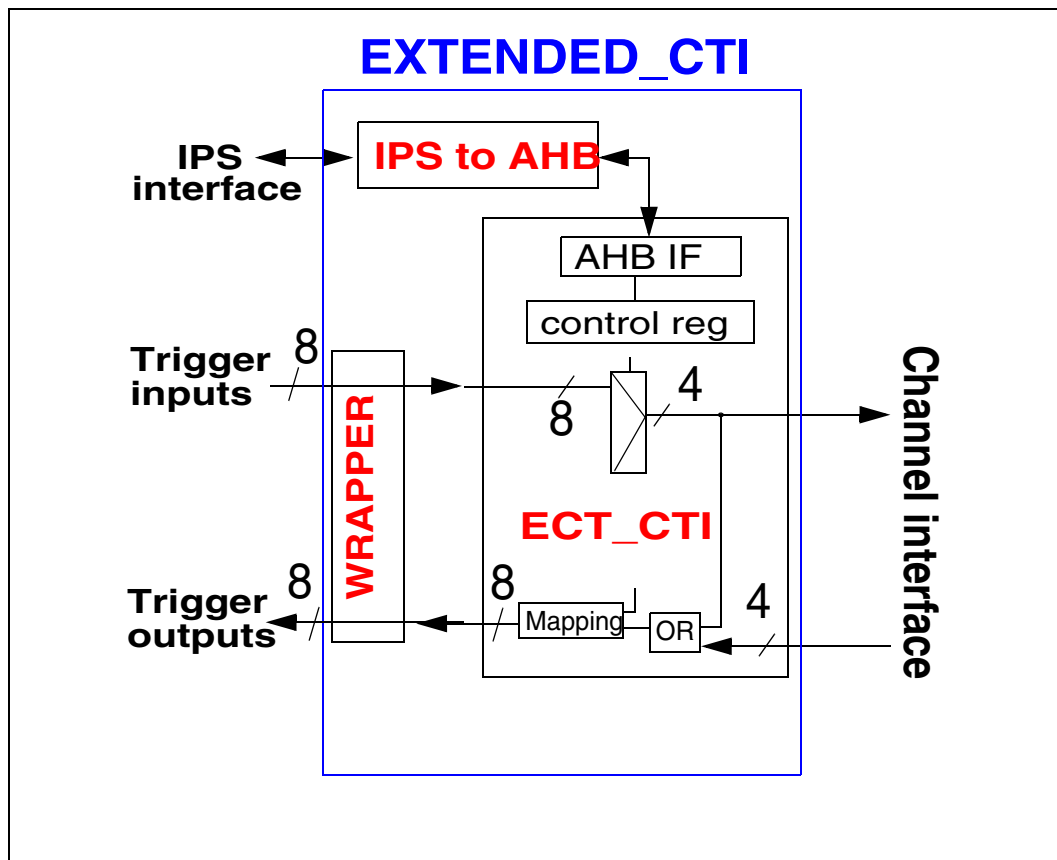 EXTENDED_CTI
IPS
interface
IPS to AHB
AHB IF
control reg
Trigger
inputs
8
8
4
WRAPPER
ECT_CTI
Channel interface
Trigger
outputs
8
8
Mapping
OR
4